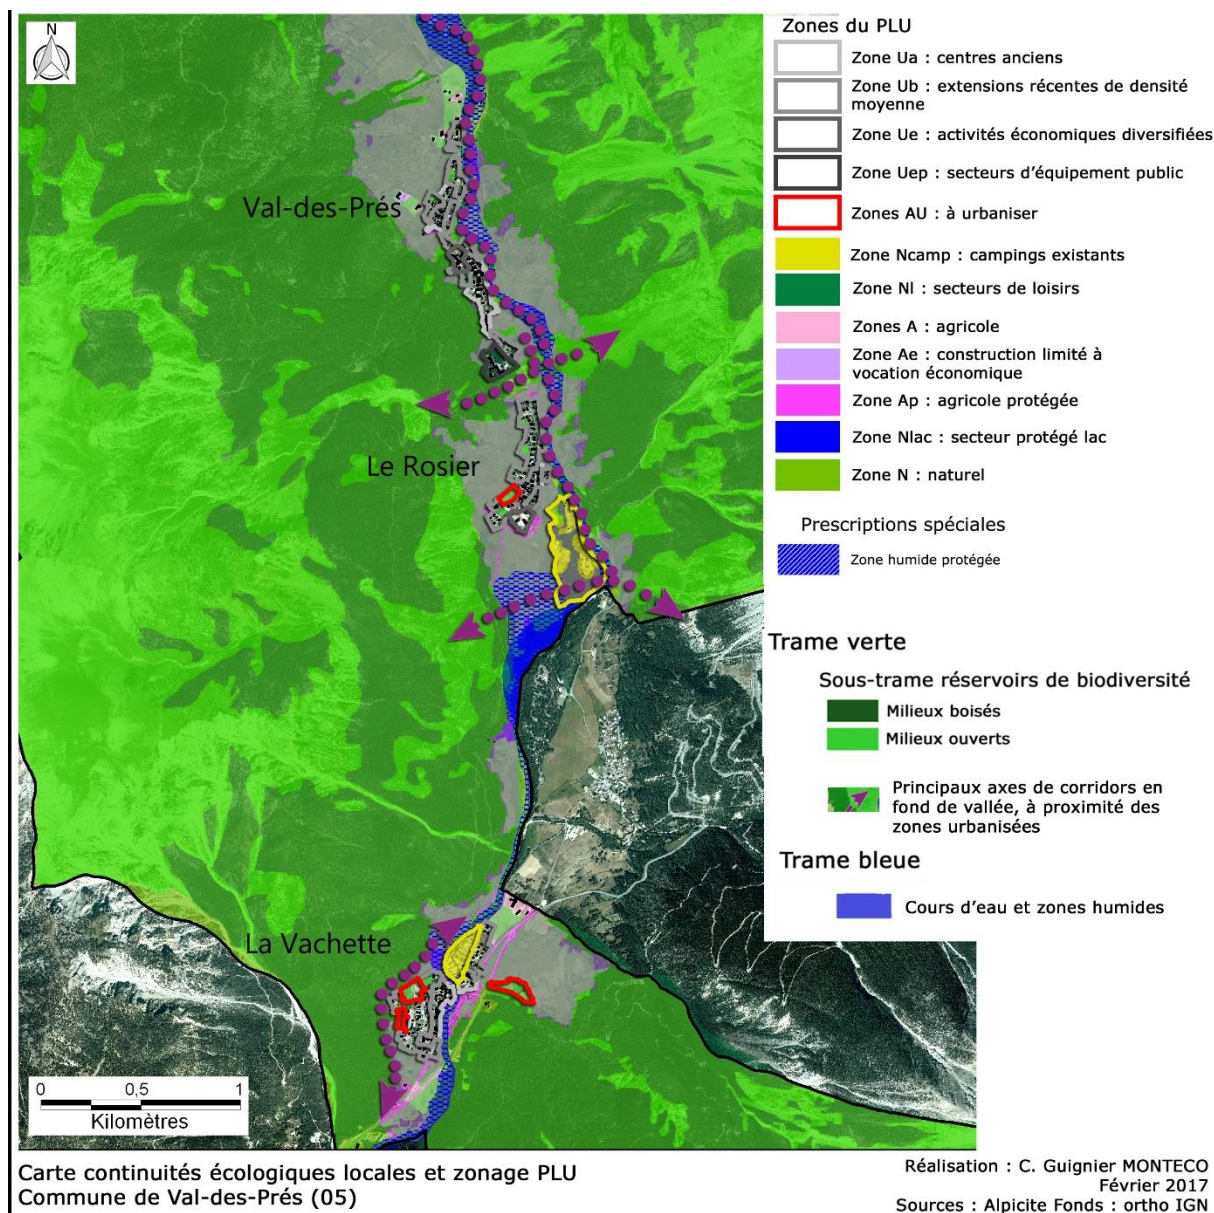 N
Val-des-Prés
Le Rosier
La Vachette
0 0,5 1
Kilomètres
Zones du PLU
Zone Ua : centres anciens
Zone Ub : extensions récentes de densité
moyenne
Zone Ue : activités économiques diversifiées
Zone Uep : secteurs d'équipement public
Zones AU : à urbaniser
Zone Ncamp : campings existants
Zone Nl : secteurs de loisirs
Zones A : agricole
Zone Ae : construction limité à
vocation économique
Zone Ap : agricole protégée
Zone Nlac : secteur protégé lac
Zone N : naturel
Prescriptions spéciales
Zone humide protégée
Trame verte
Sous-trame réservoirs de biodiversité
Milieux boisés
Milieux ouverts
Principaux axes de corridors en
fond de vallée, à proximité des
zones urbanisées
Trame bleue
Cours d'eau et zones humides
Carte continuités écologiques locales et zonage PLU
Commune de Val-des-Prés (05)
Réalisation : C. Guignier MONTECO
Février 2017
Sources : Alpicite Fonds : ortho IGN